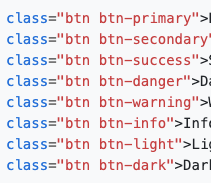 class="btn btn-primary">
class="btn btn-secondary"
class="btn btn-success">
class="btn btn-danger">Da
class="btn btn-warning">
class="btn btn-info">Info
class="btn btn-light">Lig
class="btn btn-dark">Dark